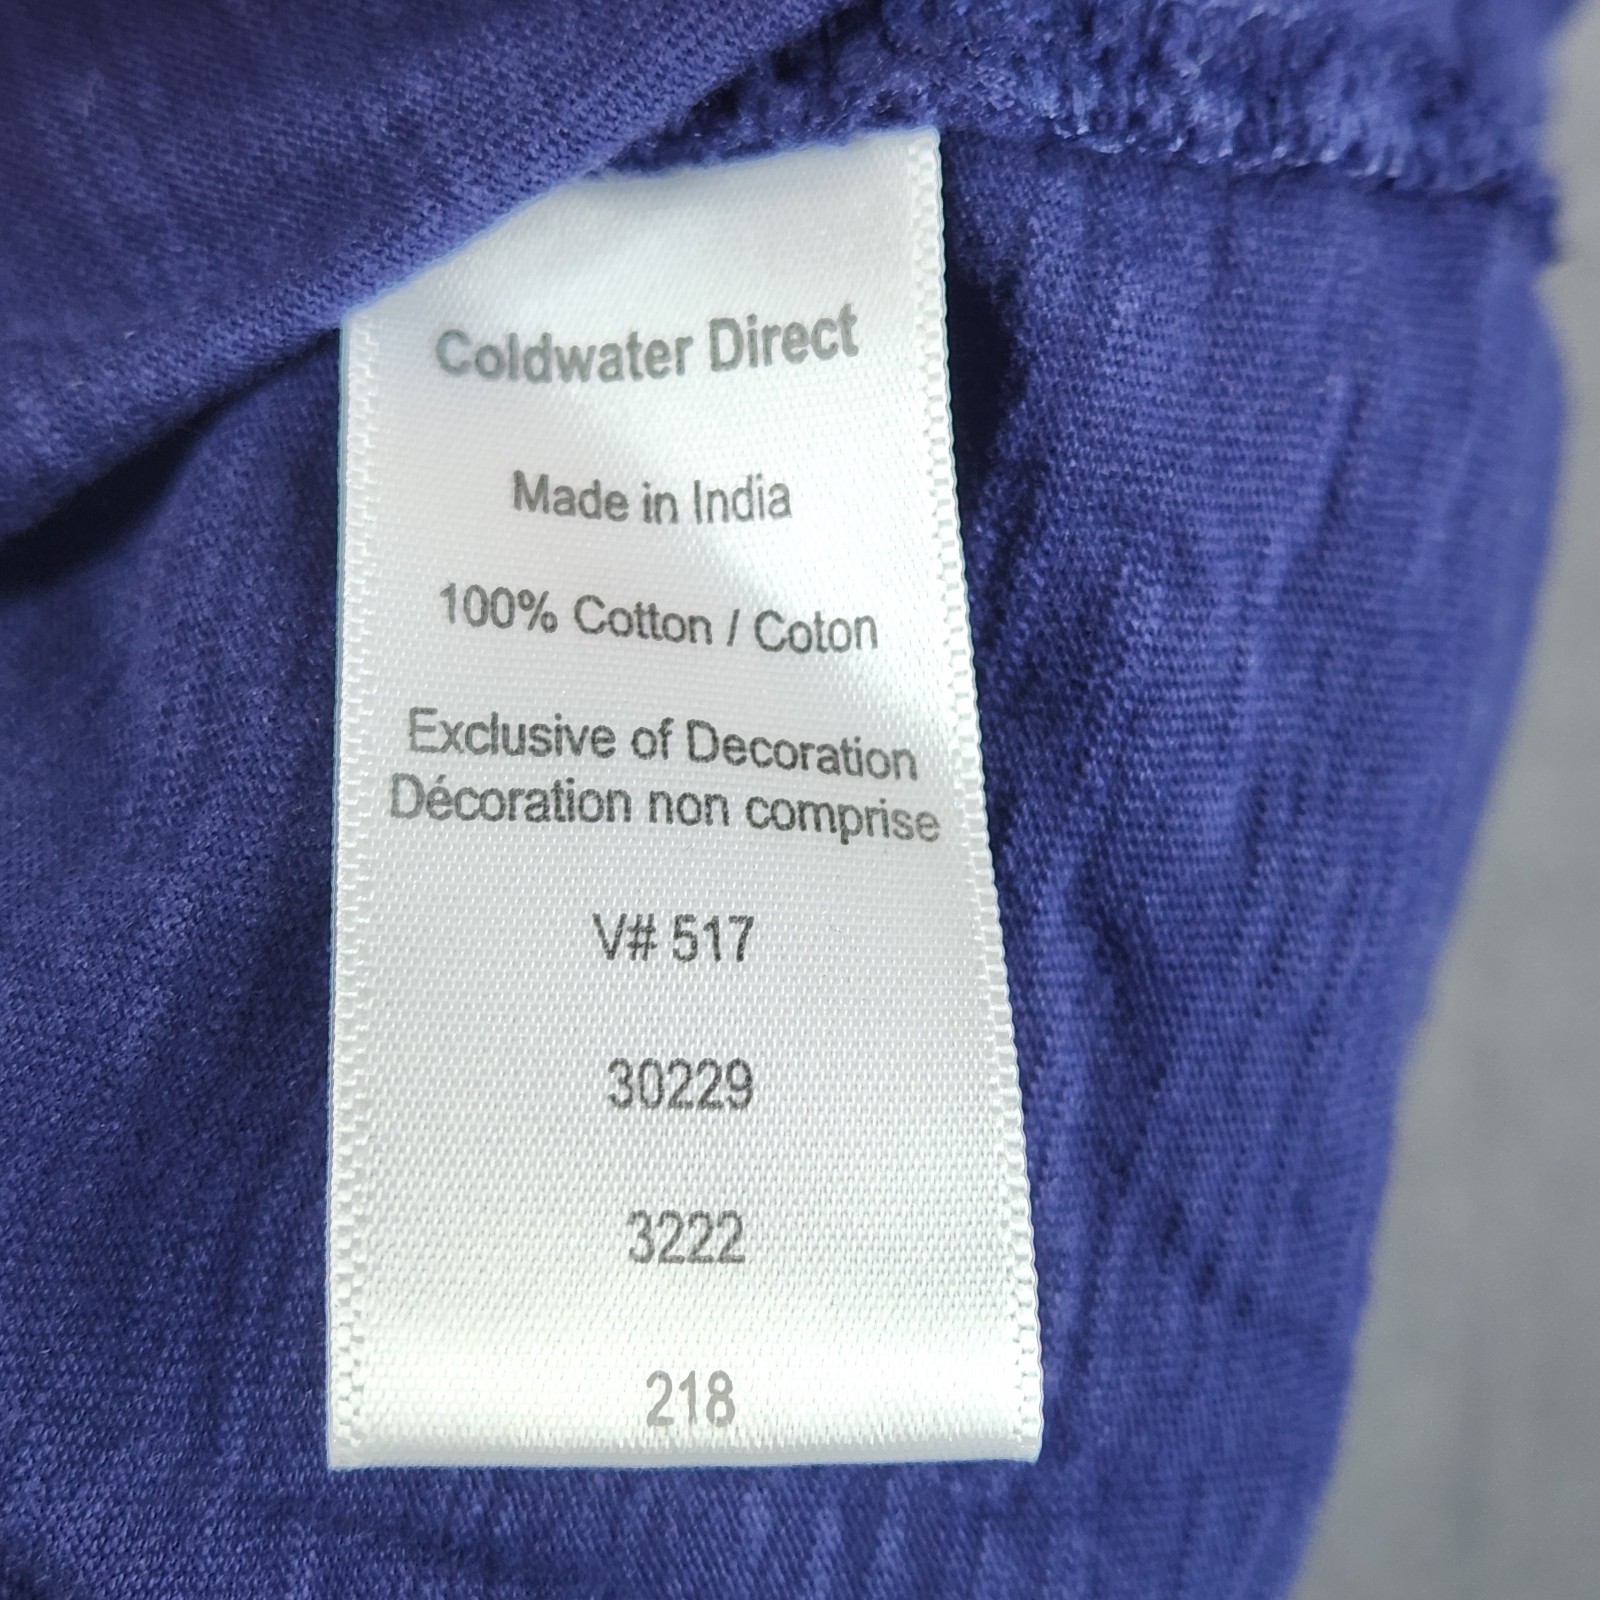 Coldwater Direct
Made in India
100% Cotton / Coton
Exclusive of Decoration
Décoration non comprise
V# 517
30229
3222
218